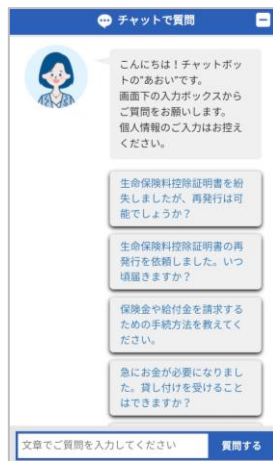 チャットで質問
こんにちは！チャットボッ
トの"あおい"です。
画面下の入力ボックスから
ご質問をお願いします。
個人情報のご入力はお控え
ください。
生命保険料控除証明書を紛
失しましたが、再発行は可
能でしょうか？
生命保険料控除証明書の再
発行を依頼しました。いつ
頃届きますか？
保険金や給付金を請求する
ための手続方法を教えてく
ださい。
急にお金が必要になりまし
た。貸し付けを受けること
はできますか？
文章でご質問を入力してください
質問する